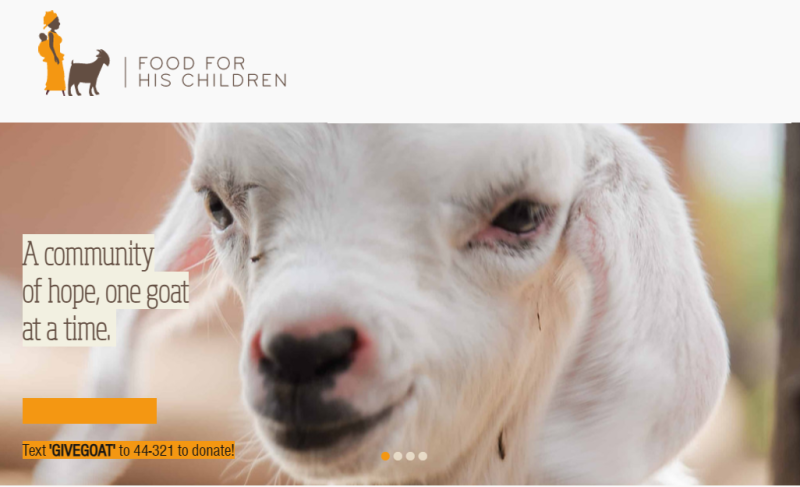 FOOD FOR
HIS CHILDREN
A community
of hope, one goat
at a time.
Text 'GIVEGOAT' to 44-321 to donate!